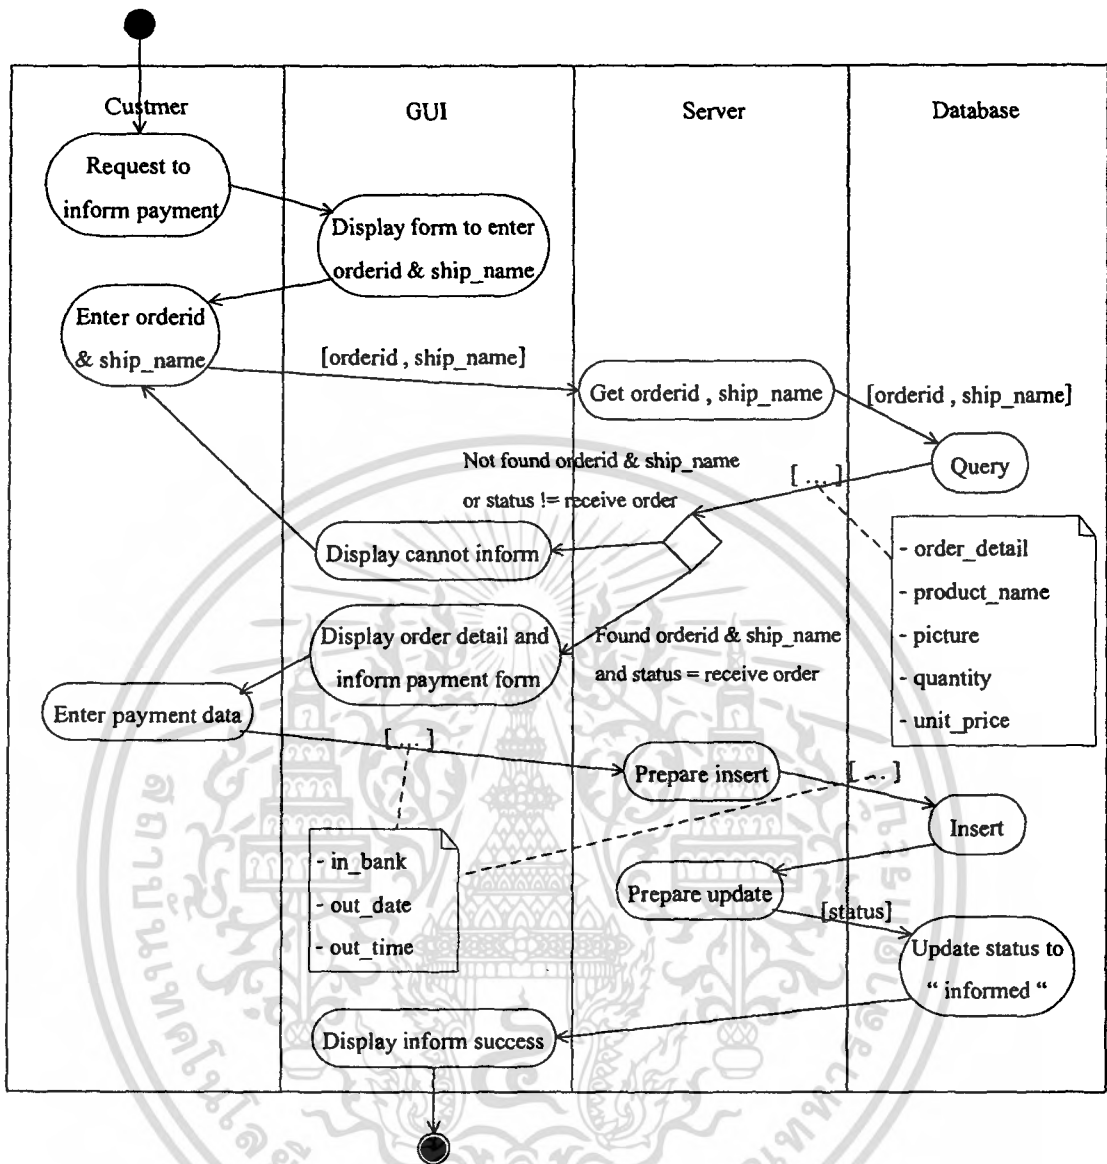 Custmer
GUI
Server
Database
Request to
inform payment
Display form to enter
orderid & ship_name
Enter orderid
& ship_name
[orderid , ship_name]
Get orderid , ship_name
[orderid , ship_name]
Query
[ ... ]
Not found orderid & ship_name
or status != receive order
Display cannot inform
- order_detail
- product_name
- picture
- quantity
- unit_price
Display order detail and
inform payment form
Found orderid & ship_name
and status = receive order
Enter payment data
[ ... ]
Prepare insert
[ ... ]
Insert
- in_bank
- out_date
- out_time
Prepare update
[status]
Update status to
“ informed “
Display inform success